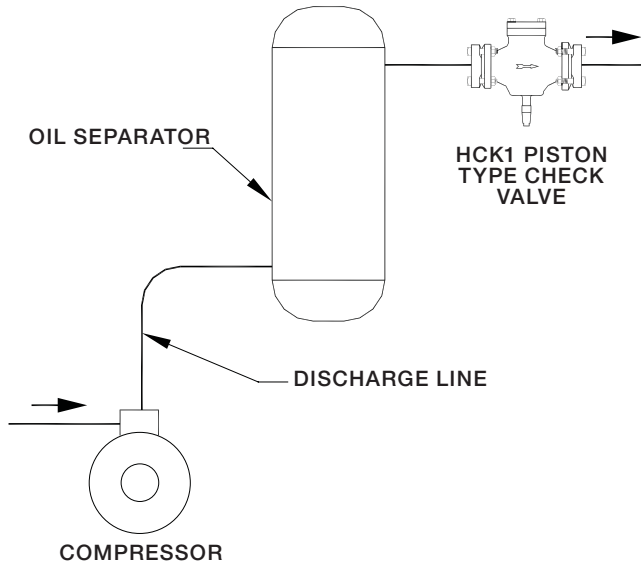 OIL SEPARATOR
HCK1 PISTON
TYPE CHECK
VALVE
DISCHARGE LINE
COMPRESSOR